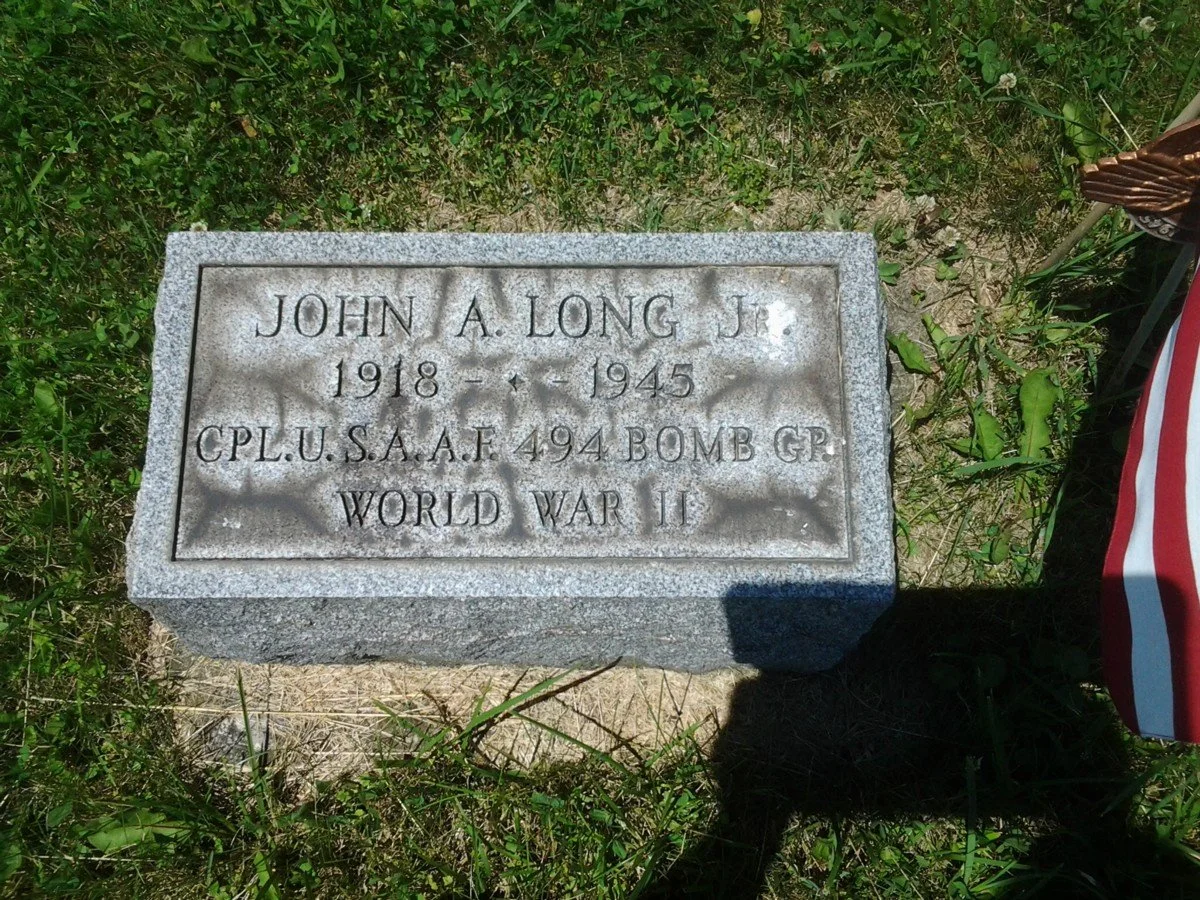 JOHN A. LONG Jr.
1918 - + - 1945
CPL. U.S.A.A.F. 494 BOMB GP.
WORLD WAR II